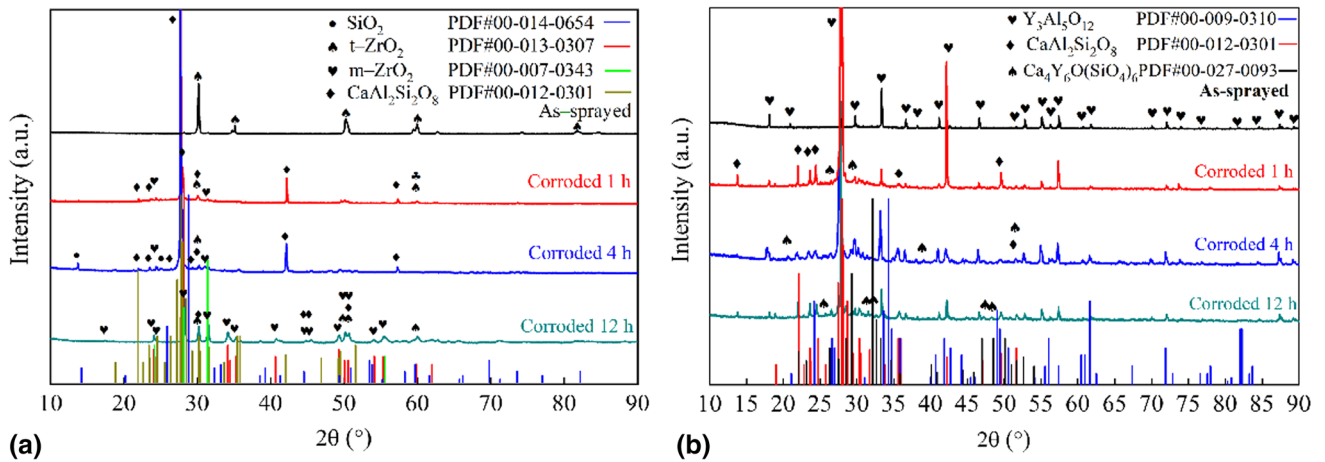 SiO2 PDF#00-014-0654
t–ZrO2 PDF#00-013-0307
m–ZrO2 PDF#00-007-0343
CaAl2Si2O8 PDF#00-012-0301
As–sprayed
Corroded 1 h
Corroded 4 h
Corroded 12 h
Intensity (a.u.)
10 20 30 40 50 60 70 80 90
2θ (°)
(a)
Y3Al5O12 PDF#00-009-0310
CaAl2Si2O8 PDF#00-012-0301
Ca4Y6O(SiO4)6 PDF#00-027-0093
As-sprayed
Corroded 1 h
Corroded 4 h
Corroded 12 h
Intensity (a.u.)
10 15 20 25 30 35 40 45 50 55 60 65 70 75 80 85 90
2θ (°)
(b)